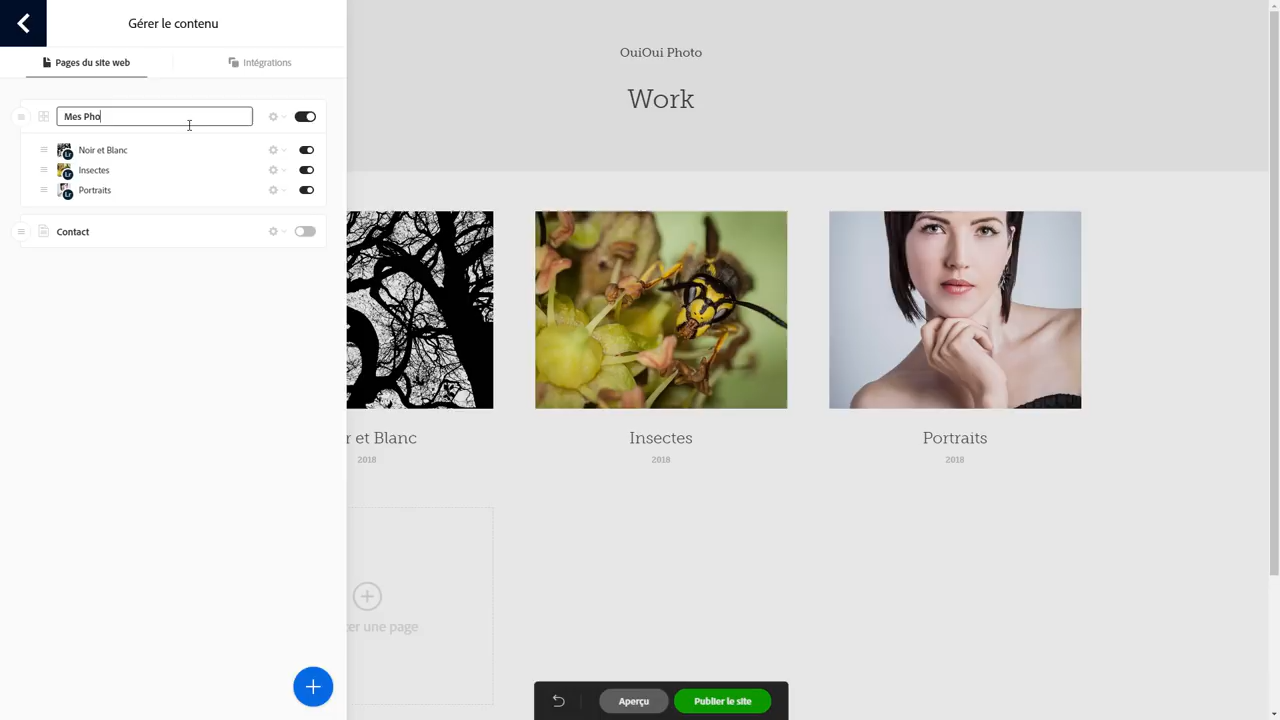 Gérer le contenu
Pages du site web
Intégrations
Mes Pho
Noir et Blanc
Insectes
Portraits
Contact
OuiOui Photo
Work
r et Blanc
2018
Insectes
2018
Portraits
2018
ter une page
Aperçu
Publier le site